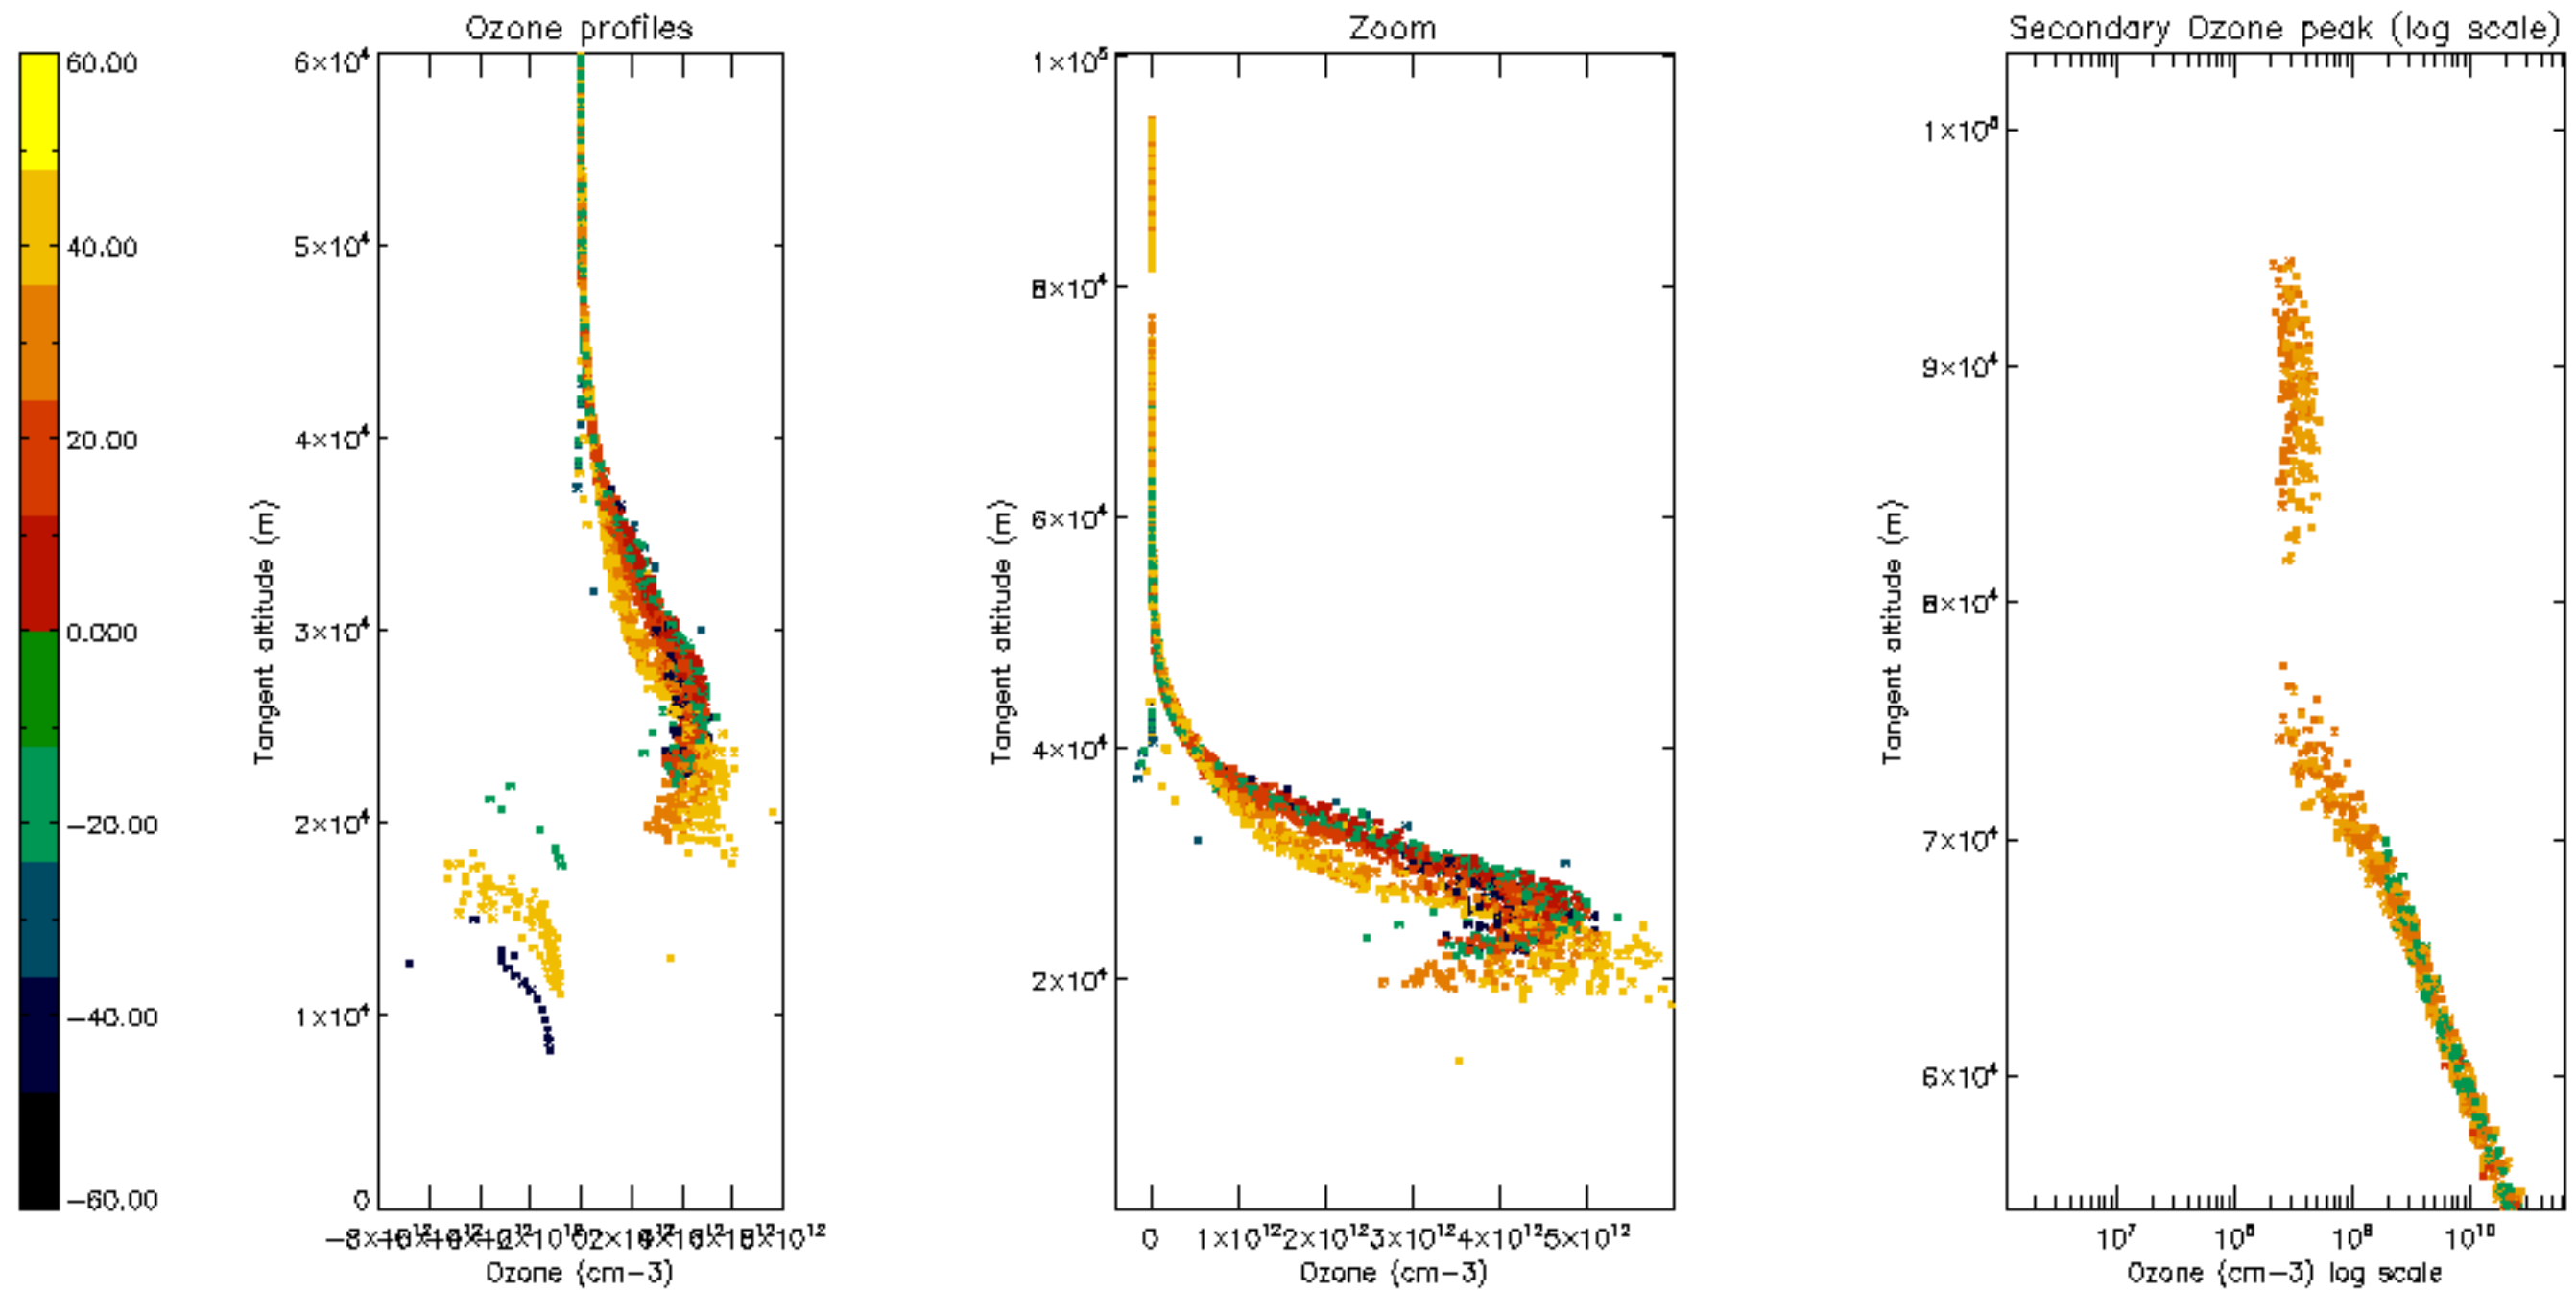 Ozone profiles
Zoom
Secondary Ozone peak (log scale)
60.00
40.00
20.00
−20.00
−40.00
−60.00
6×10⁴
5×10⁴
4×10⁴
3×10⁴
2×10⁴
1×10⁴
0
Tangent altitude (m)
8×10¹²
Ozone (cm−3)
1×10⁵
8×10⁴
6×10⁴
4×10⁴
2×10⁴
Tangent altitude (m)
0 1×10¹² 2×10¹² 3×10¹² 4×10¹² 5×10¹²
Ozone (cm−3)
9×10⁴
8×10⁴
7×10⁴
6×10⁴
Tangent altitude (m)
10⁷ 10⁸ 10⁹ 10¹⁰
Ozone (cm−3) log scale